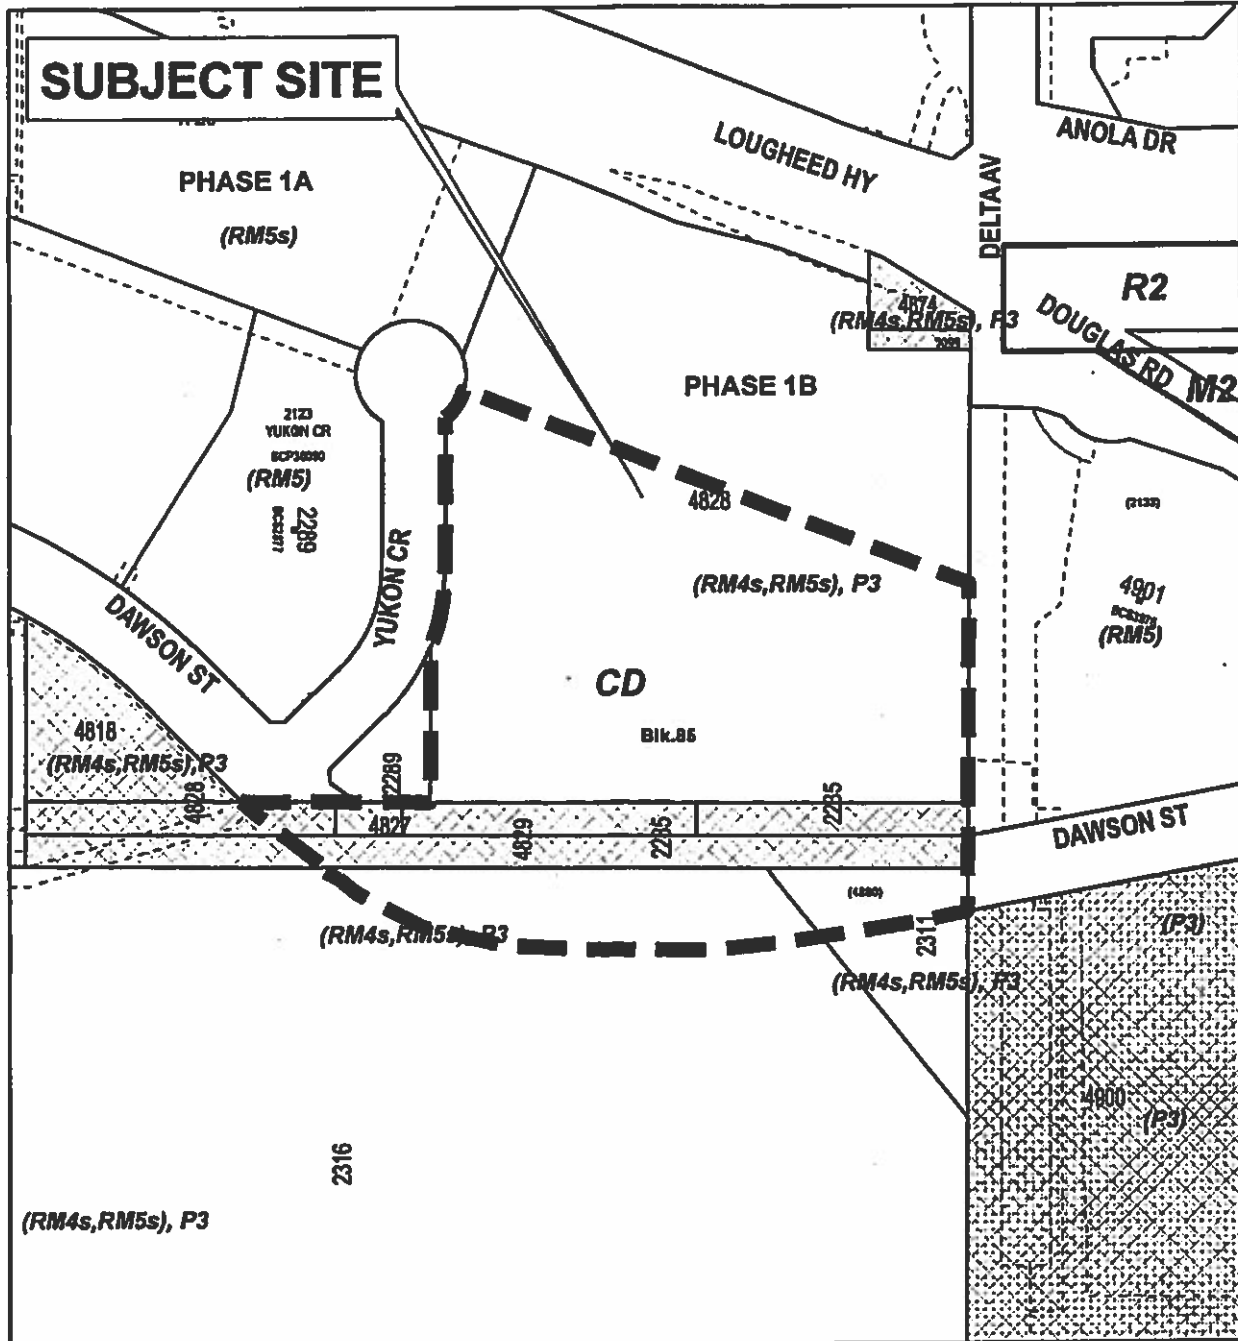 SUBJECT SITE
PHASE 1A
(RM5s)
LOUGHEED HY
ANOLA DR
DELTA AV
R2
DOUGLAS RD
M2
4874
(RM4s,RM5s), P3
2099
PHASE 1B
2123
YUKON CR
(RM5)
2289
YUKON CR
4828
(2133)
(RM4s,RM5s), P3
4901
(RM5)
DAWSON ST
CD
Blk.85
4818
(RM4s,RM5s),P3
4828
2289
4827
4829
2285
2285
DAWSON ST
(RM4s,RM5s), P3
2311
(P3)
(RM4s,RM5s), P3
4900
(P3)
2316
(RM4s,RM5s), P3